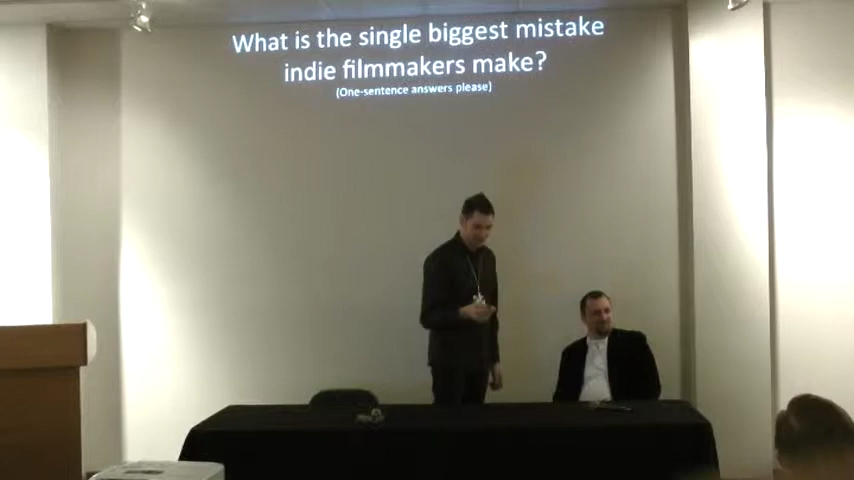 What is the single biggest mistake
indie filmmakers make?
(One-sentence answers please)